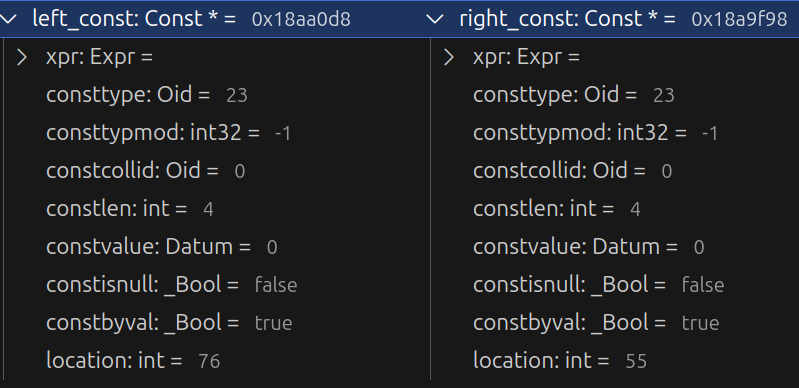 left_const: Const * = 0x18aa0d8
xpr: Expr =
consttype: Oid = 23
consttypmod: int32 = -1
constcollid: Oid = 0
constlen: int = 4
constvalue: Datum = 0
constisnull: _Bool = false
constbyval: _Bool = true
location: int = 76
right_const: Const * = 0x18a9f98
xpr: Expr =
consttype: Oid = 23
consttypmod: int32 = -1
constcollid: Oid = 0
constlen: int = 4
constvalue: Datum = 0
constisnull: _Bool = false
constbyval: _Bool = true
location: int = 55